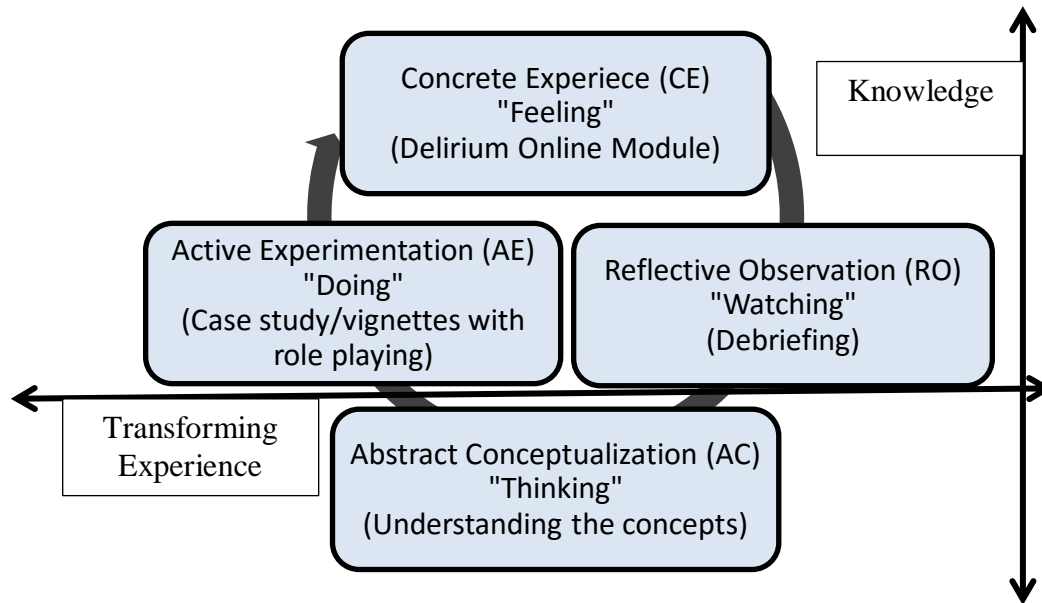 Concrete Experiece (CE)
"Feeling"
(Delirium Online Module)
Knowledge
Active Experimentation (AE)
"Doing"
(Case study/vignettes with
role playing)
Reflective Observation (RO)
"Watching"
(Debriefing)
Transforming
Experience
Abstract Conceptualization (AC)
"Thinking"
(Understanding the concepts)